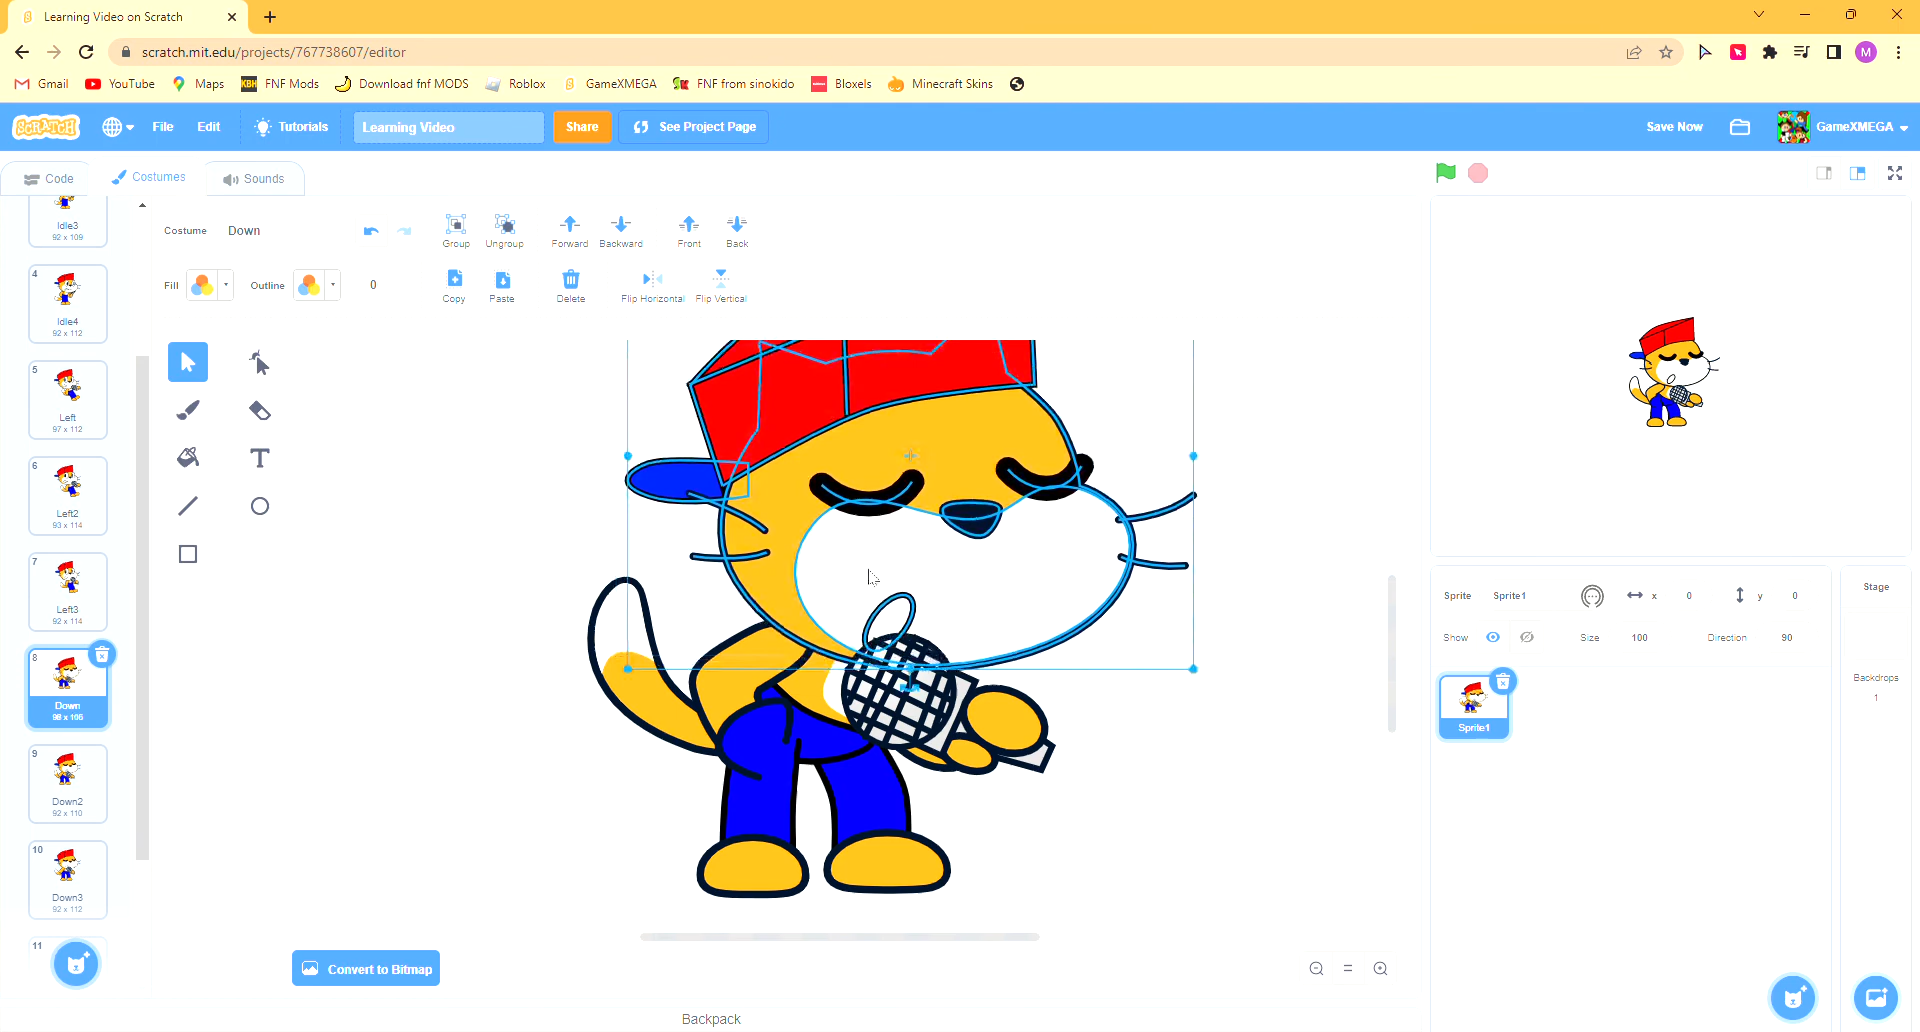 Learning Video on Scratch
scratch.mit.edu/projects/767738607/editor
M
Gmail YouTube Maps KBH FNF Mods Download fnf MODS Roblox GameXMEGA FNF from sinokido Bloxels Minecraft Skins
SCRATCH File Edit Tutorials Learning Video Share See Project Page Save Now GameXMEGA
Code Costumes Sounds
Idle3
92 x 109
4
Idle4
92 x 112
5
Left
97 x 112
6
Left2
93 x 114
7
Left3
92 x 114
8
Down
99 x 106
9
Down2
92 x 110
10
Down3
92 x 112
11
Costume Down
Group Ungroup Forward Backward Front Back
Fill Outline 0
Copy Paste Delete Flip Horizontal Flip Vertical
Convert to Bitmap
Backpack
Sprite Sprite1 x 0 y 0
Show Size 100 Direction 90
Sprite1
Stage
Backdrops
1